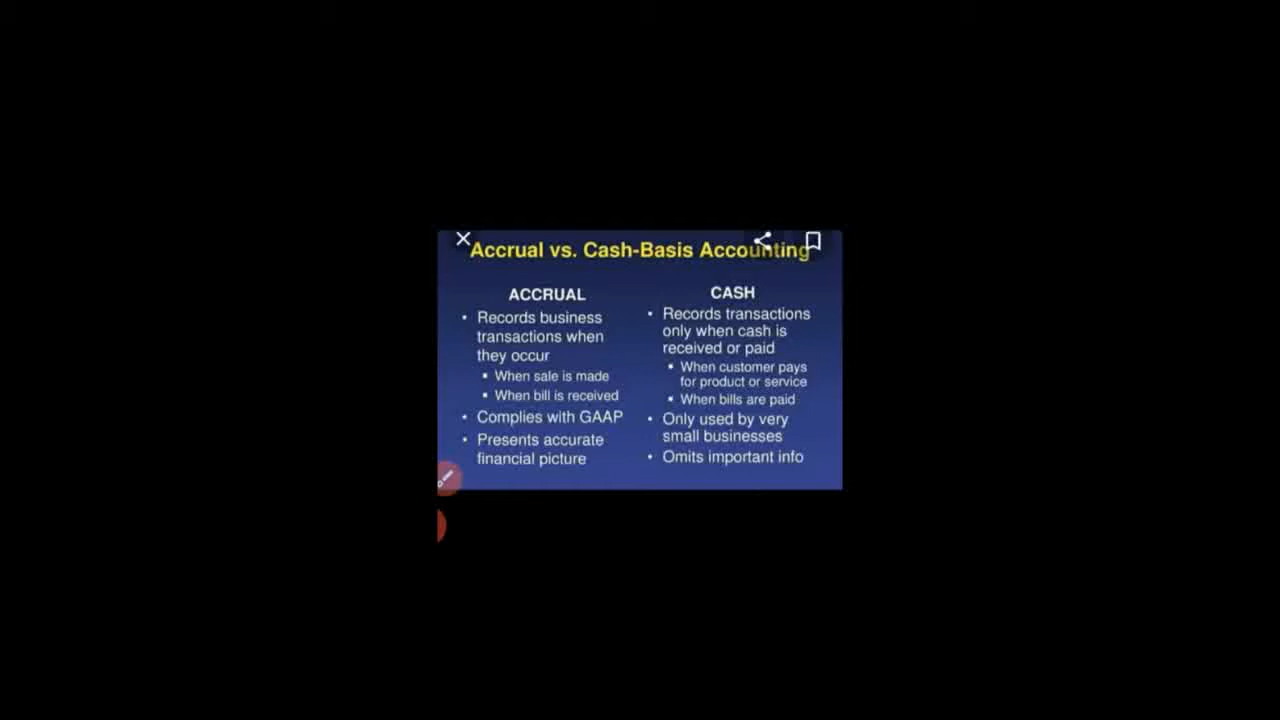 Accrual vs. Cash-Basis Accounting
ACCRUAL
• Records business
transactions when
they occur
▪ When sale is made
▪ When bill is received
• Complies with GAAP
• Presents accurate
financial picture
CASH
• Records transactions
only when cash is
received or paid
▪ When customer pays
for product or service
▪ When bills are paid
• Only used by very
small businesses
• Omits important info